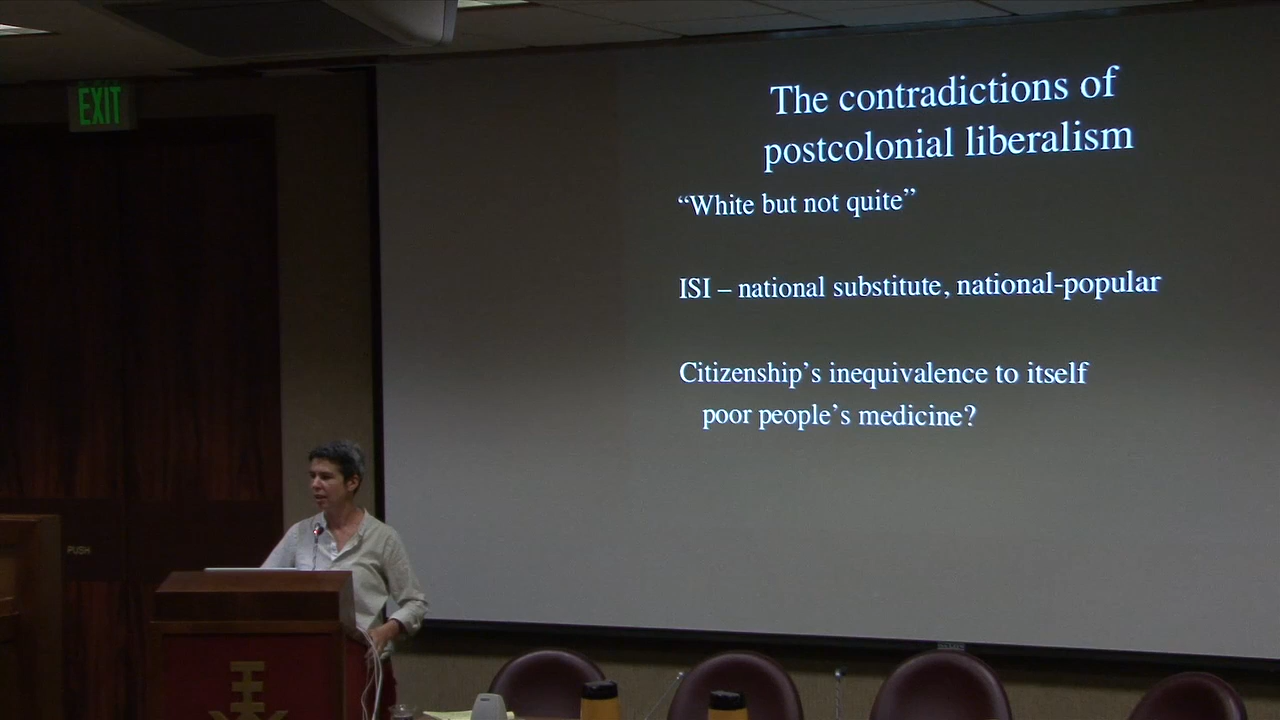 EXIT
The contradictions of
postcolonial liberalism
“White but not quite”
ISI – national substitute, national-popular
Citizenship’s inequivalence to itself
poor people’s medicine?
PUSH